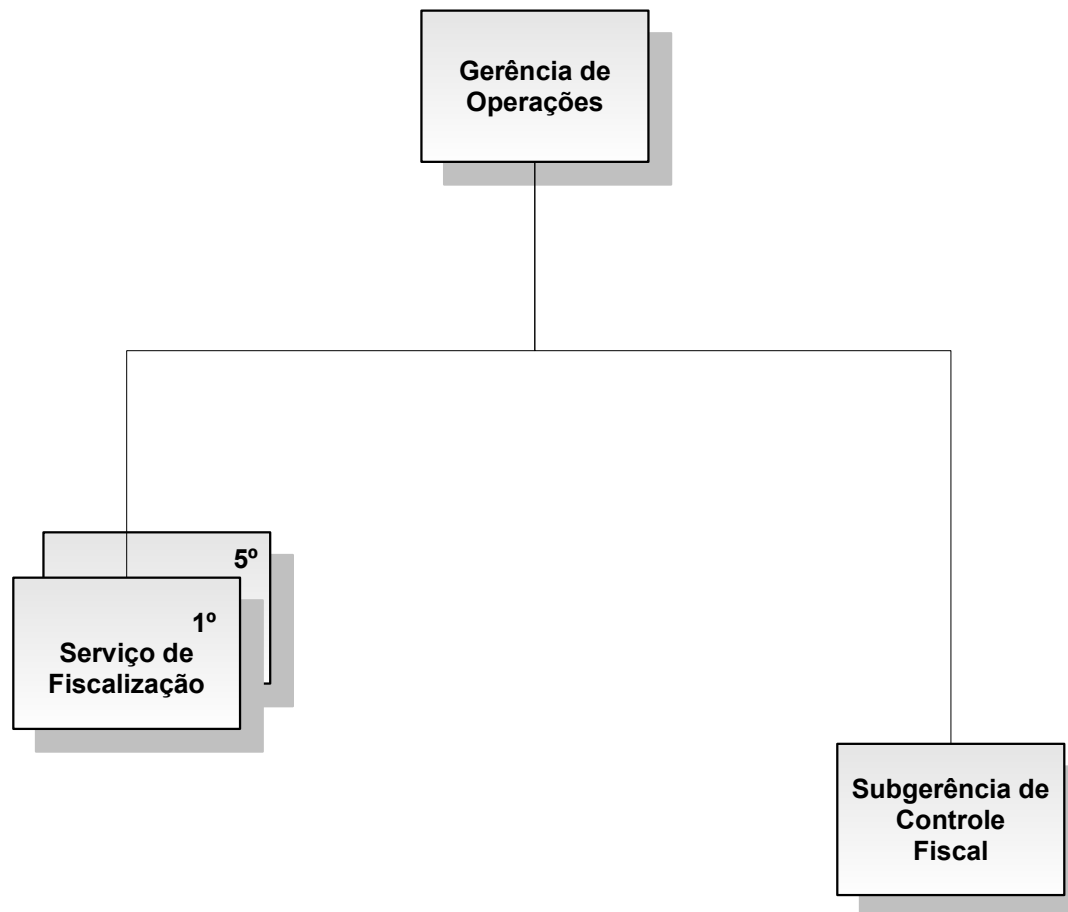 Gerência de
Operações
5º
1º
Serviço de
Fiscalização
Subgerência de
Controle
Fiscal